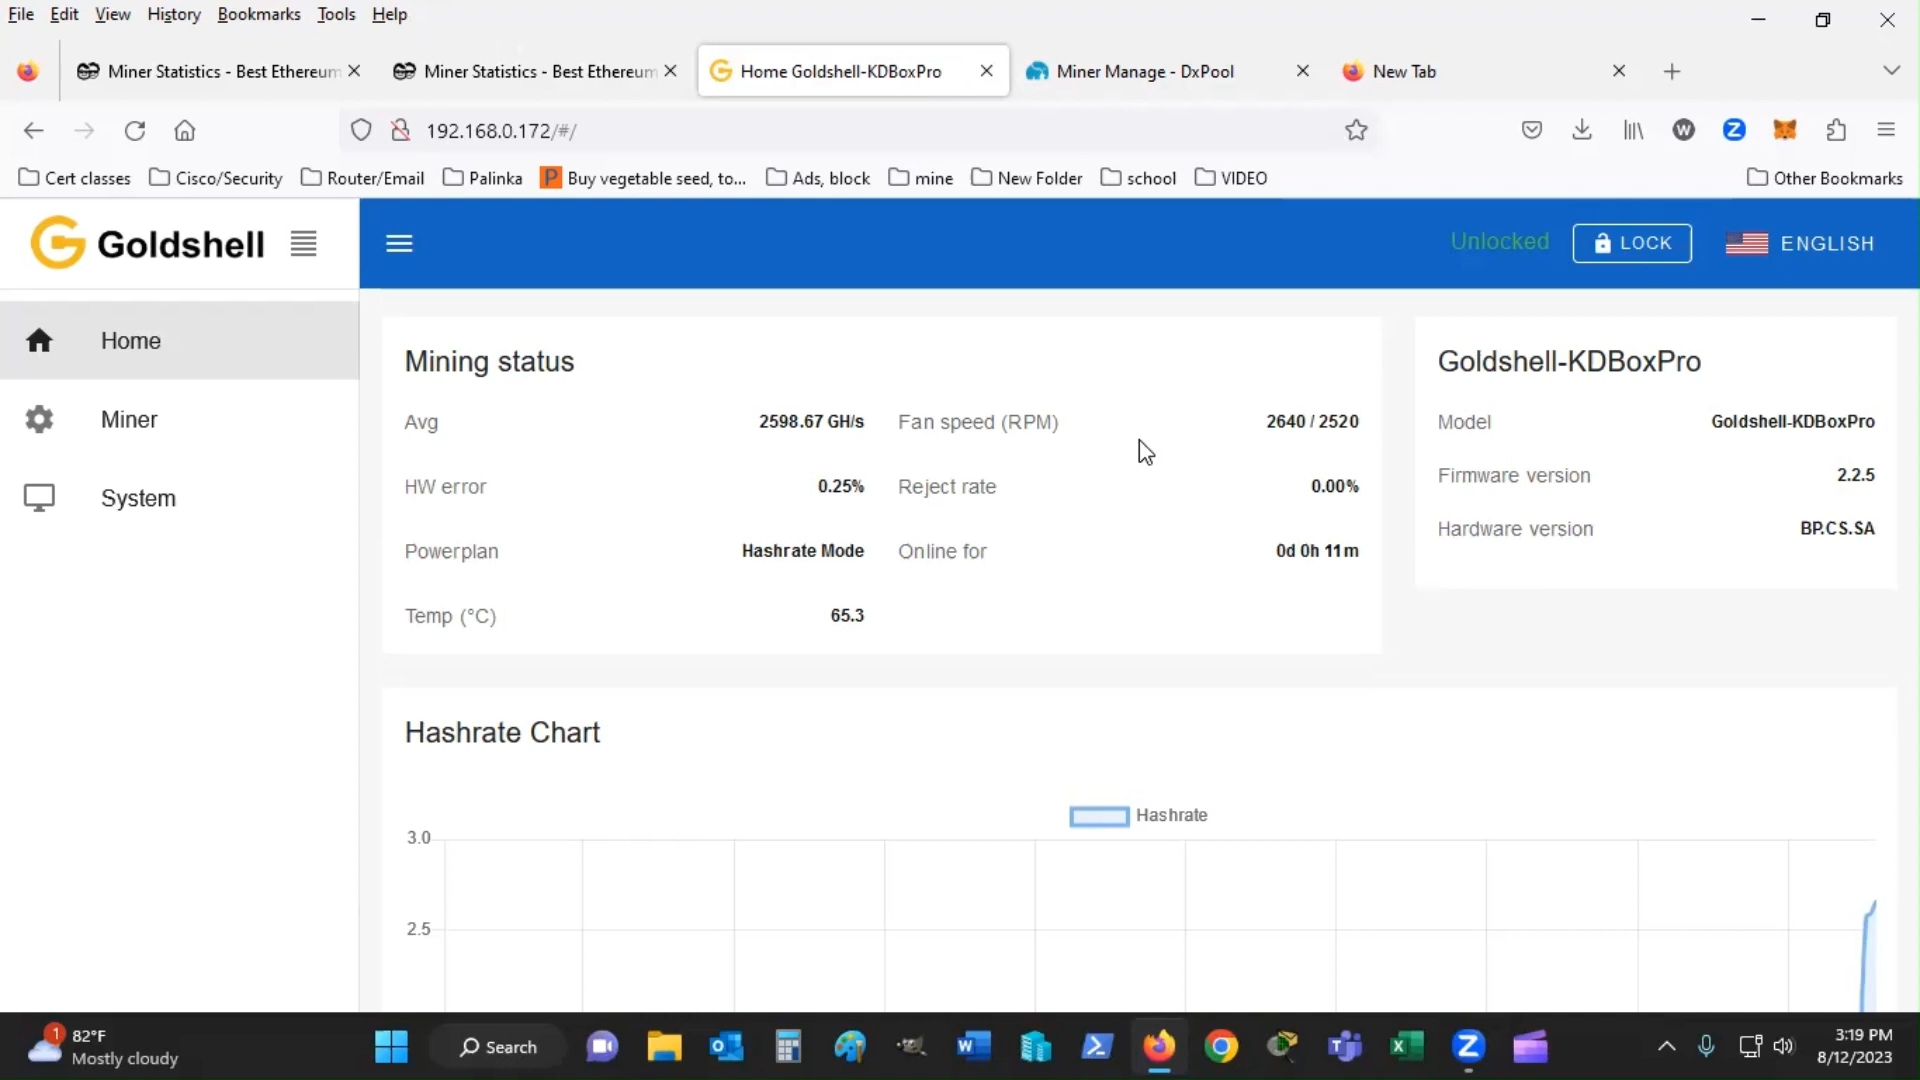 File Edit View History Bookmarks Tools Help
Miner Statistics - Best Ethereum Miner Statistics - Best Ethereum Home Goldshell-KDBoxPro Miner Manage - DxPool New Tab
192.168.0.172/#/
Cert classes Cisco/Security Router/Email Palinka Buy vegetable seed, to... Ads, block mine New Folder school VIDEO Other Bookmarks
Goldshell Unlocked LOCK ENGLISH
Home
Miner
System
Mining status
Avg 2598.67 GH/s Fan speed (RPM) 2640 / 2520
HW error 0.25% Reject rate 0.00%
Powerplan Hashrate Mode Online for 0d 0h 11m
Temp (°C) 65.3
Goldshell-KDBoxPro
Model Goldshell-KDBoxPro
Firmware version 2.2.5
Hardware version BP.CS.SA
Hashrate Chart
Hashrate
3.0
2.5
1 82°F
Mostly cloudy
Search
3:19 PM
8/12/2023